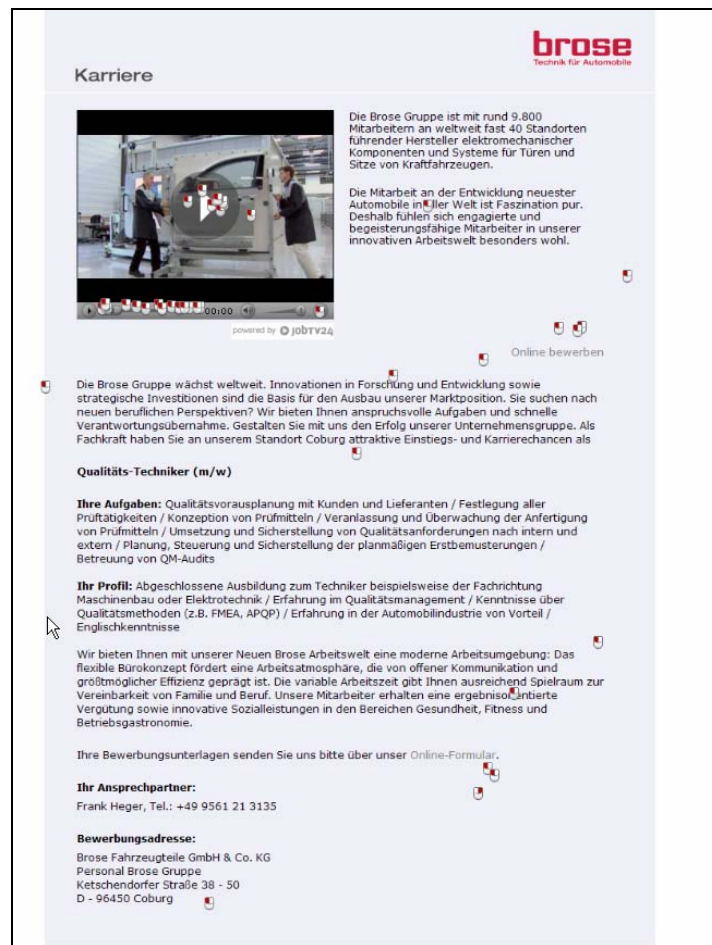 brose
Technik für Automobile
Karriere
Die Brose Gruppe ist mit rund 9.800
Mitarbeitern an weltweit fast 40 Standorten
führender Hersteller elektromechanischer
Komponenten und Systeme für Türen und
Sitze von Kraftfahrzeugen.
Die Mitarbeit an der Entwicklung neuester
Automobile in aller Welt ist Faszination pur.
Deshalb fühlen sich engagierte und
begeisterungsfähige Mitarbeiter in unserer
innovativen Arbeitswelt besonders wohl.
00:00
powered by jobTV24
Online bewerben
Die Brose Gruppe wächst weltweit. Innovationen in Forschung und Entwicklung sowie
strategische Investitionen sind die Basis für den Ausbau unserer Marktposition. Sie suchen nach
neuen beruflichen Perspektiven? Wir bieten Ihnen anspruchsvolle Aufgaben und schnelle
Verantwortungsübernahme. Gestalten Sie mit uns den Erfolg unserer Unternehmensgruppe. Als
Fachkraft haben Sie an unserem Standort Coburg attraktive Einstiegs- und Karrierechancen als
Qualitäts-Techniker (m/w)
Ihre Aufgaben: Qualitätsvorausplanung mit Kunden und Lieferanten / Festlegung aller
Prüftätigkeiten / Konzeption von Prüfmitteln / Veranlassung und Überwachung der Anfertigung
von Prüfmitteln / Umsetzung und Sicherstellung von Qualitätsanforderungen nach intern und
extern / Planung, Steuerung und Sicherstellung der planmäßigen Erstbemusterungen /
Betreuung von QM-Audits
Ihr Profil: Abgeschlossene Ausbildung zum Techniker beispielsweise der Fachrichtung
Maschinenbau oder Elektrotechnik / Erfahrung im Qualitätsmanagement / Kenntnisse über
Qualitätsmethoden (z.B. FMEA, APQP) / Erfahrung in der Automobilindustrie von Vorteil /
Englischkenntnisse
Wir bieten Ihnen mit unserer Neuen Brose Arbeitswelt eine moderne Arbeitsumgebung: Das
flexible Bürokonzept fördert eine Arbeitsatmosphäre, die von offener Kommunikation und
größtmöglicher Effizienz geprägt ist. Die variable Arbeitszeit gibt Ihnen ausreichend Spielraum zur
Vereinbarkeit von Familie und Beruf. Unsere Mitarbeiter erhalten eine ergebnisorientierte
Vergütung sowie innovative Sozialleistungen in den Bereichen Gesundheit, Fitness und
Betriebsgastronomie.
Ihre Bewerbungsunterlagen senden Sie uns bitte über unser Online-Formular.
Ihr Ansprechpartner:
Frank Heger, Tel.: +49 9561 21 3135
Bewerbungsadresse:
Brose Fahrzeugteile GmbH & Co. KG
Personal Brose Gruppe
Ketschendorfer Straße 38 - 50
D - 96450 Coburg